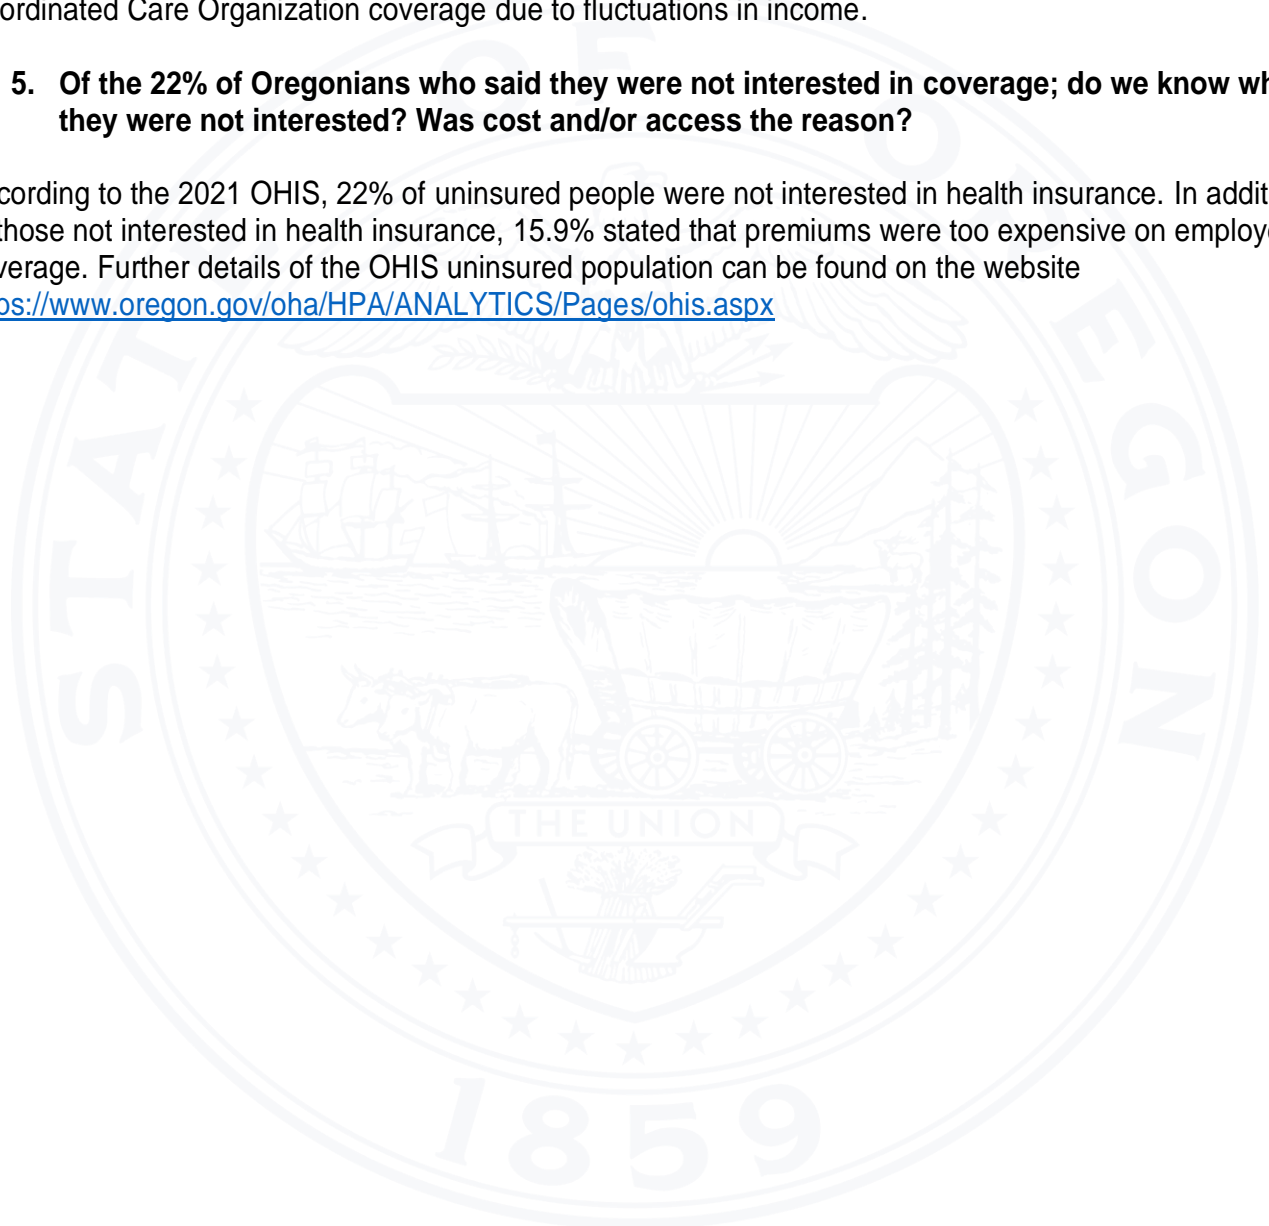 ordinated Care Organization coverage due to fluctuations in income.
5. Of the 22% of Oregonians who said they were not interested in coverage; do we know wh
they were not interested? Was cost and/or access the reason?
cording to the 2021 OHIS, 22% of uninsured people were not interested in health insurance. In addit
those not interested in health insurance, 15.9% stated that premiums were too expensive on employe
verage. Further details of the OHIS uninsured population can be found on the website
ps://www.oregon.gov/oha/HPA/ANALYTICS/Pages/ohis.aspx
STATE OF OREGON
THE UNION
1859